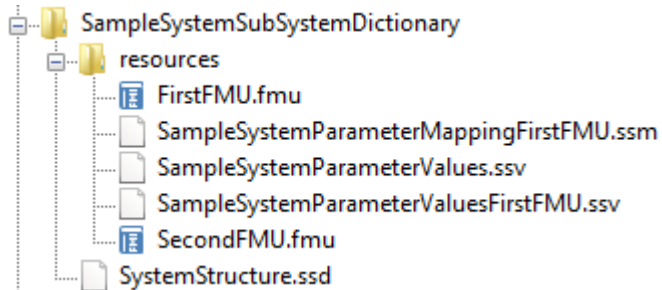 SampleSystemSubSystemDictionary
resources
FirstFMU.fmu
SampleSystemParameterMappingFirstFMU.ssm
SampleSystemParameterValues.ssv
SampleSystemParameterValuesFirstFMU.ssv
SecondFMU.fmu
SystemStructure.ssd